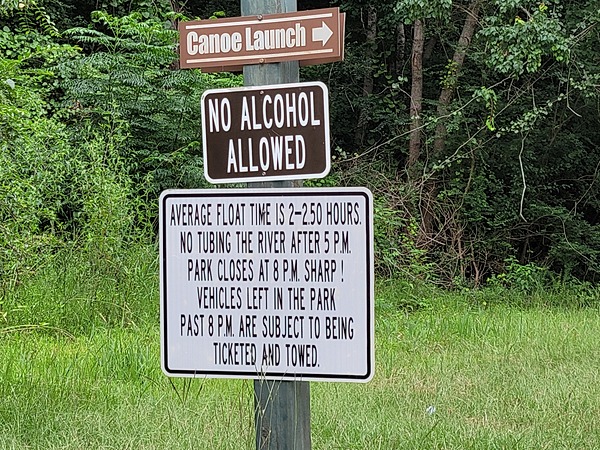 Canoe Launch
NO ALCOHOL
ALLOWED
AVERAGE FLOAT TIME IS 2-2.50 HOURS.
NO TUBING THE RIVER AFTER 5 P.M.
PARK CLOSES AT 8 P.M. SHARP !
VEHICLES LEFT IN THE PARK
PAST 8 P.M. ARE SUBJECT TO BEING
TICKETED AND TOWED.